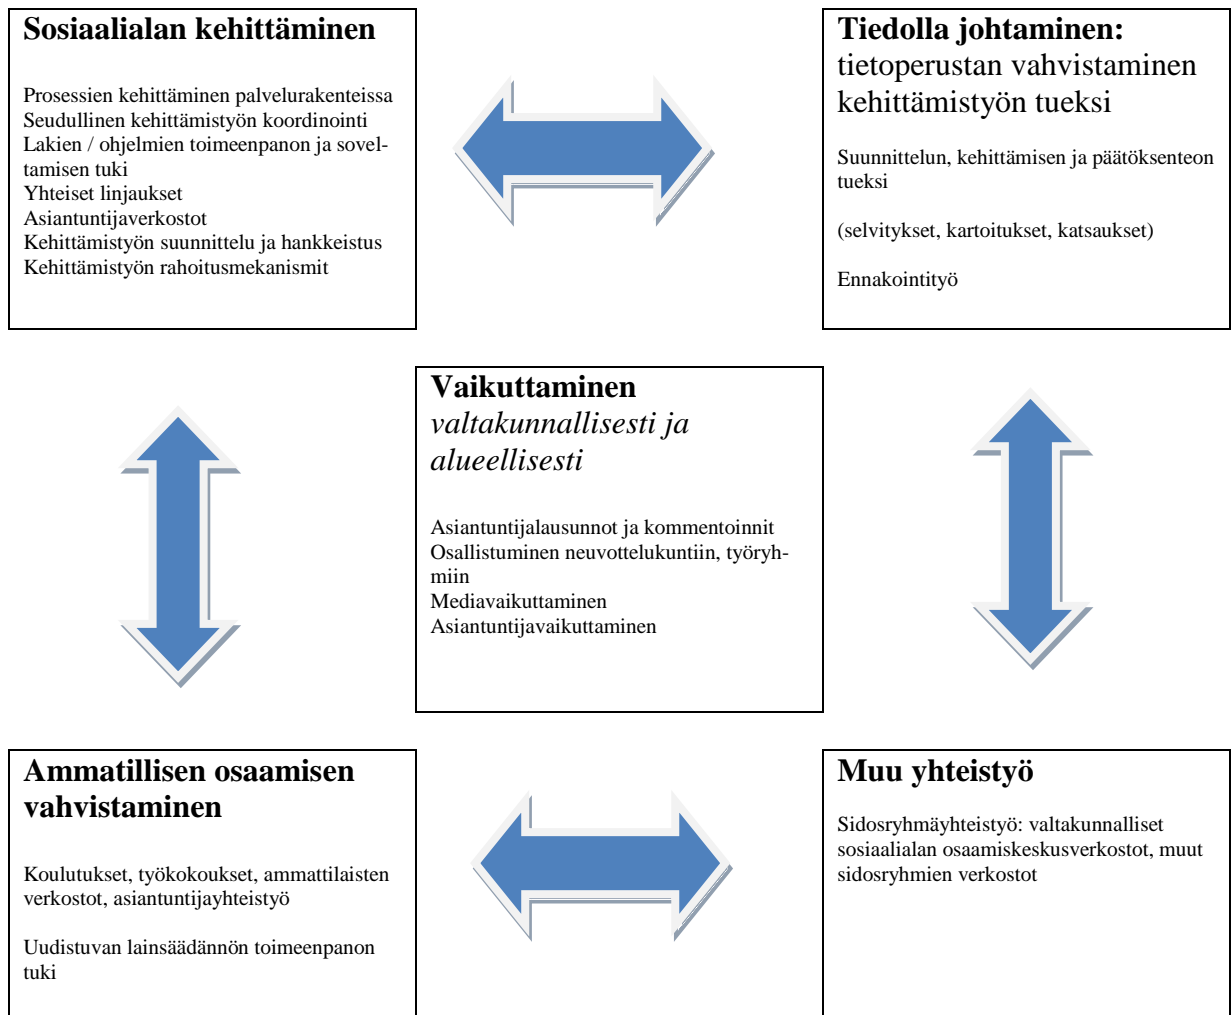 Sosiaalialan kehittäminen
Prosessien kehittäminen palvelurakenteissa
Seudullinen kehittämistyön koordinointi
Lakien / ohjelmien toimeenpanon ja sovel-
tamisen tuki
Yhteiset linjaukset
Asiantuntijaverkostot
Kehittämistyön suunnittelu ja hankkeistus
Kehittämistyön rahoitusmekanismit
Tiedolla johtaminen:
tietoperustan vahvistaminen
kehittämistyön tueksi
Suunnittelun, kehittämisen ja päätöksenteon
tueksi
(selvitykset, kartoitukset, katsaukset)
Ennakointityö
Vaikuttaminen
valtakunnallisesti ja
alueellisesti
Asiantuntijalausunnot ja kommentoinnit
Osallistuminen neuvottelukuntiin, työryh-
miin
Mediavaikuttaminen
Asiantuntijavaikuttaminen
Ammatillisen osaamisen
vahvistaminen
Koulutukset, työkokoukset, ammattilaisten
verkostot, asiantuntijayhteistyö
Uudistuvan lainsäädännön toimeenpanon
tuki
Muu yhteistyö
Sidosryhmäyhteistyö: valtakunnalliset
sosiaalialan osaamiskeskusverkostot, muut
sidosryhmien verkostot